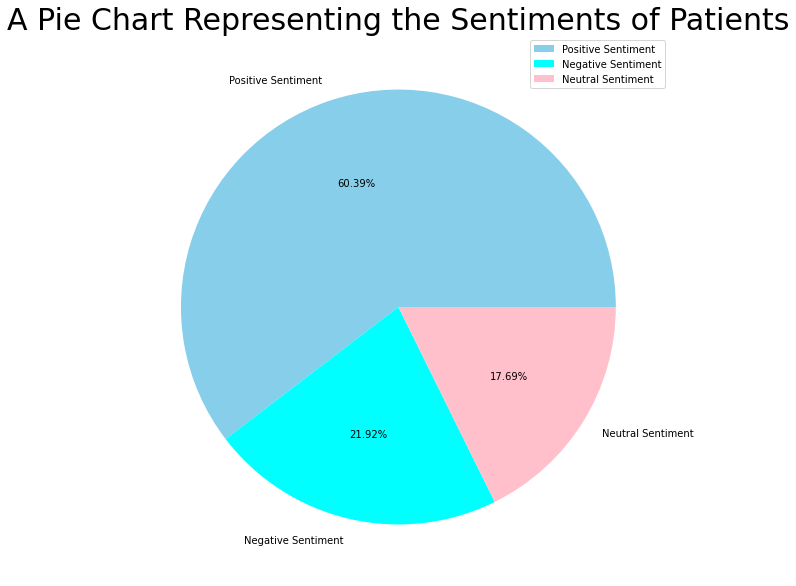 A Pie Chart Representing the Sentiments of Patients
Positive Sentiment
Negative Sentiment
Neutral Sentiment
Positive Sentiment
60.39%
17.69%
21.92%
Neutral Sentiment
Negative Sentiment